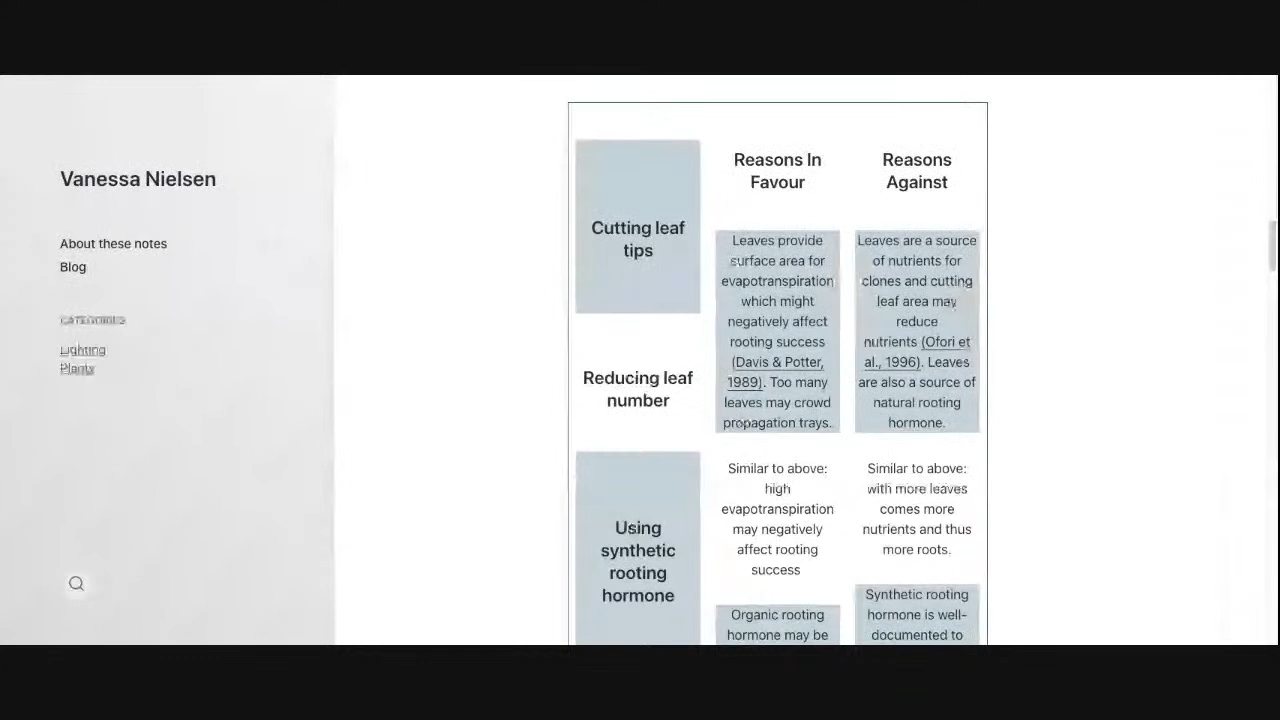 Vanessa Nielsen
About these notes
Blog
CATEGORIES
Lighting
Plants
Reasons In
Favour
Reasons
Against
Cutting leaf
tips
Leaves provide
surface area for
evapotranspiration
which might
negatively affect
rooting success
(Davis & Potter,
1989). Too many
leaves may crowd
propagation trays.
Leaves are a source
of nutrients for
clones and cutting
leaf area may
reduce
nutrients (Ofori et
al., 1996). Leaves
are also a source of
natural rooting
hormone.
Reducing leaf
number
Similar to above:
high
evapotranspiration
may negatively
affect rooting
success
Similar to above:
with more leaves
comes more
nutrients and thus
more roots.
Using
synthetic
rooting
hormone
Organic rooting
hormone may be
Synthetic rooting
hormone is well-
documented to